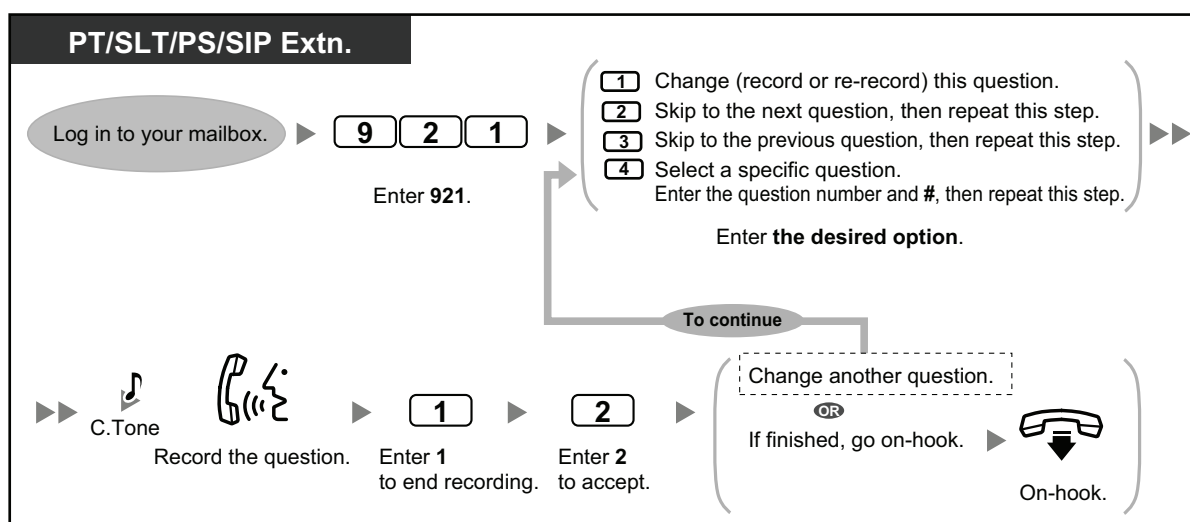 PT/SLT/PS/SIP Extn.
Log in to your mailbox.
9 2 1
Enter 921.
1 Change (record or re-record) this question.
2 Skip to the next question, then repeat this step.
3 Skip to the previous question, then repeat this step.
4 Select a specific question.
Enter the question number and #, then repeat this step.
Enter the desired option.
To continue
C.Tone
Record the question.
1
Enter 1
to end recording.
2
Enter 2
to accept.
Change another question.
OR
If finished, go on-hook.
On-hook.